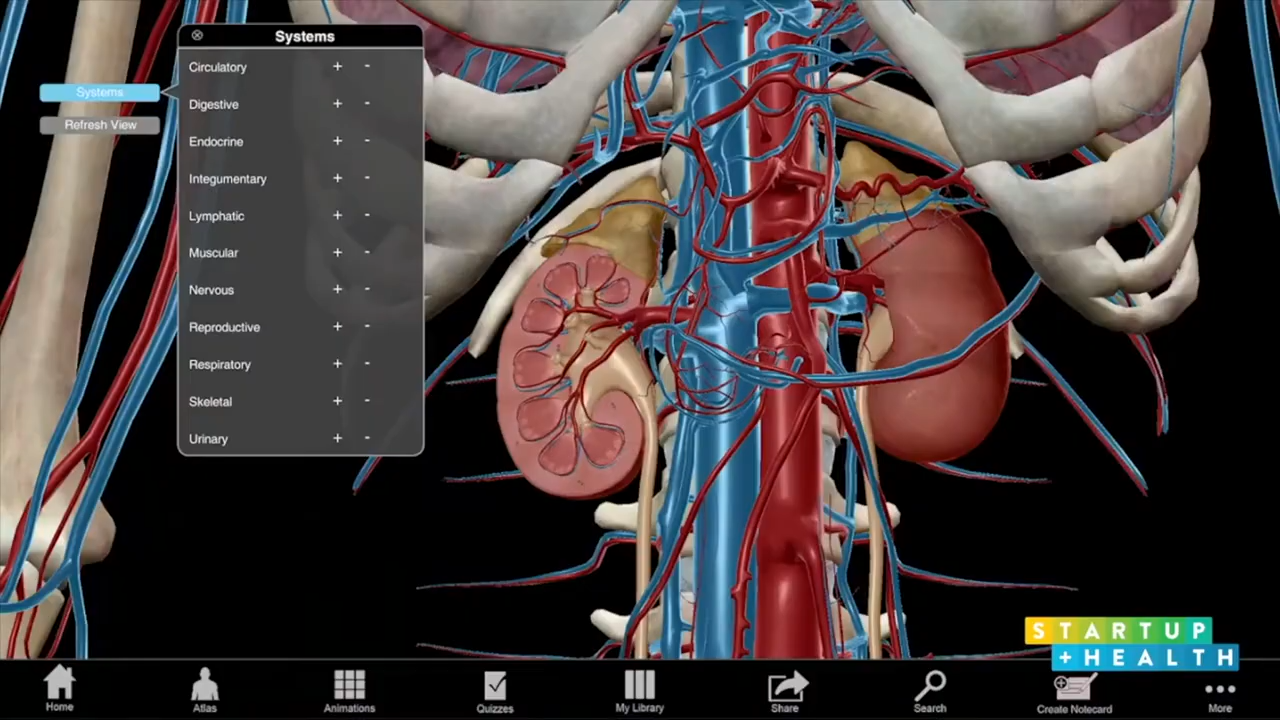 Systems
Systems
Refresh View
Circulatory + -
Digestive + -
Endocrine + -
Integumentary + -
Lymphatic + -
Muscular + -
Nervous + -
Reproductive + -
Respiratory + -
Skeletal + -
Urinary + -
STARTUP
+HEALTH
Home
Atlas
Animations
Quizzes
My Library
Share
Search
Create Notecard
More